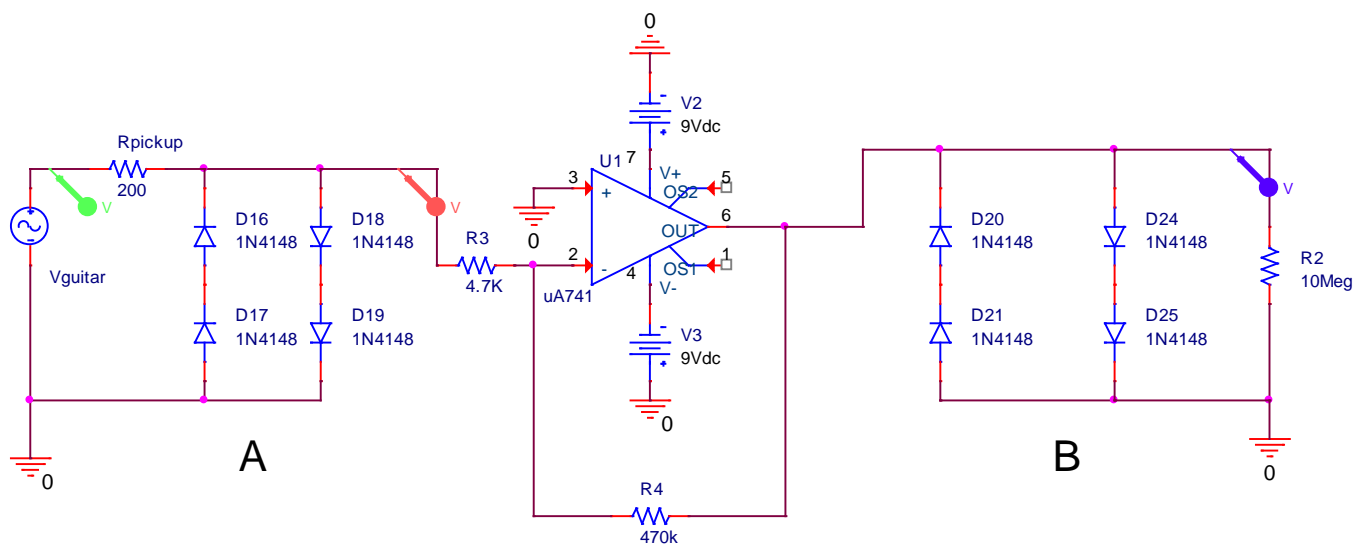 0
V2
9Vdc
Rpickup
200
U1
7
V+
3
+
OS2
5
V
V
V
0
6
OUT
D16
1N4148
D18
1N4148
D20
1N4148
D24
1N4148
R3
4.7K
2
-
4
OS1
1
V-
uA741
R2
10Meg
Vguitar
D17
1N4148
D19
1N4148
V3
9Vdc
D21
1N4148
D25
1N4148
0
A
B
0
0
R4
470k